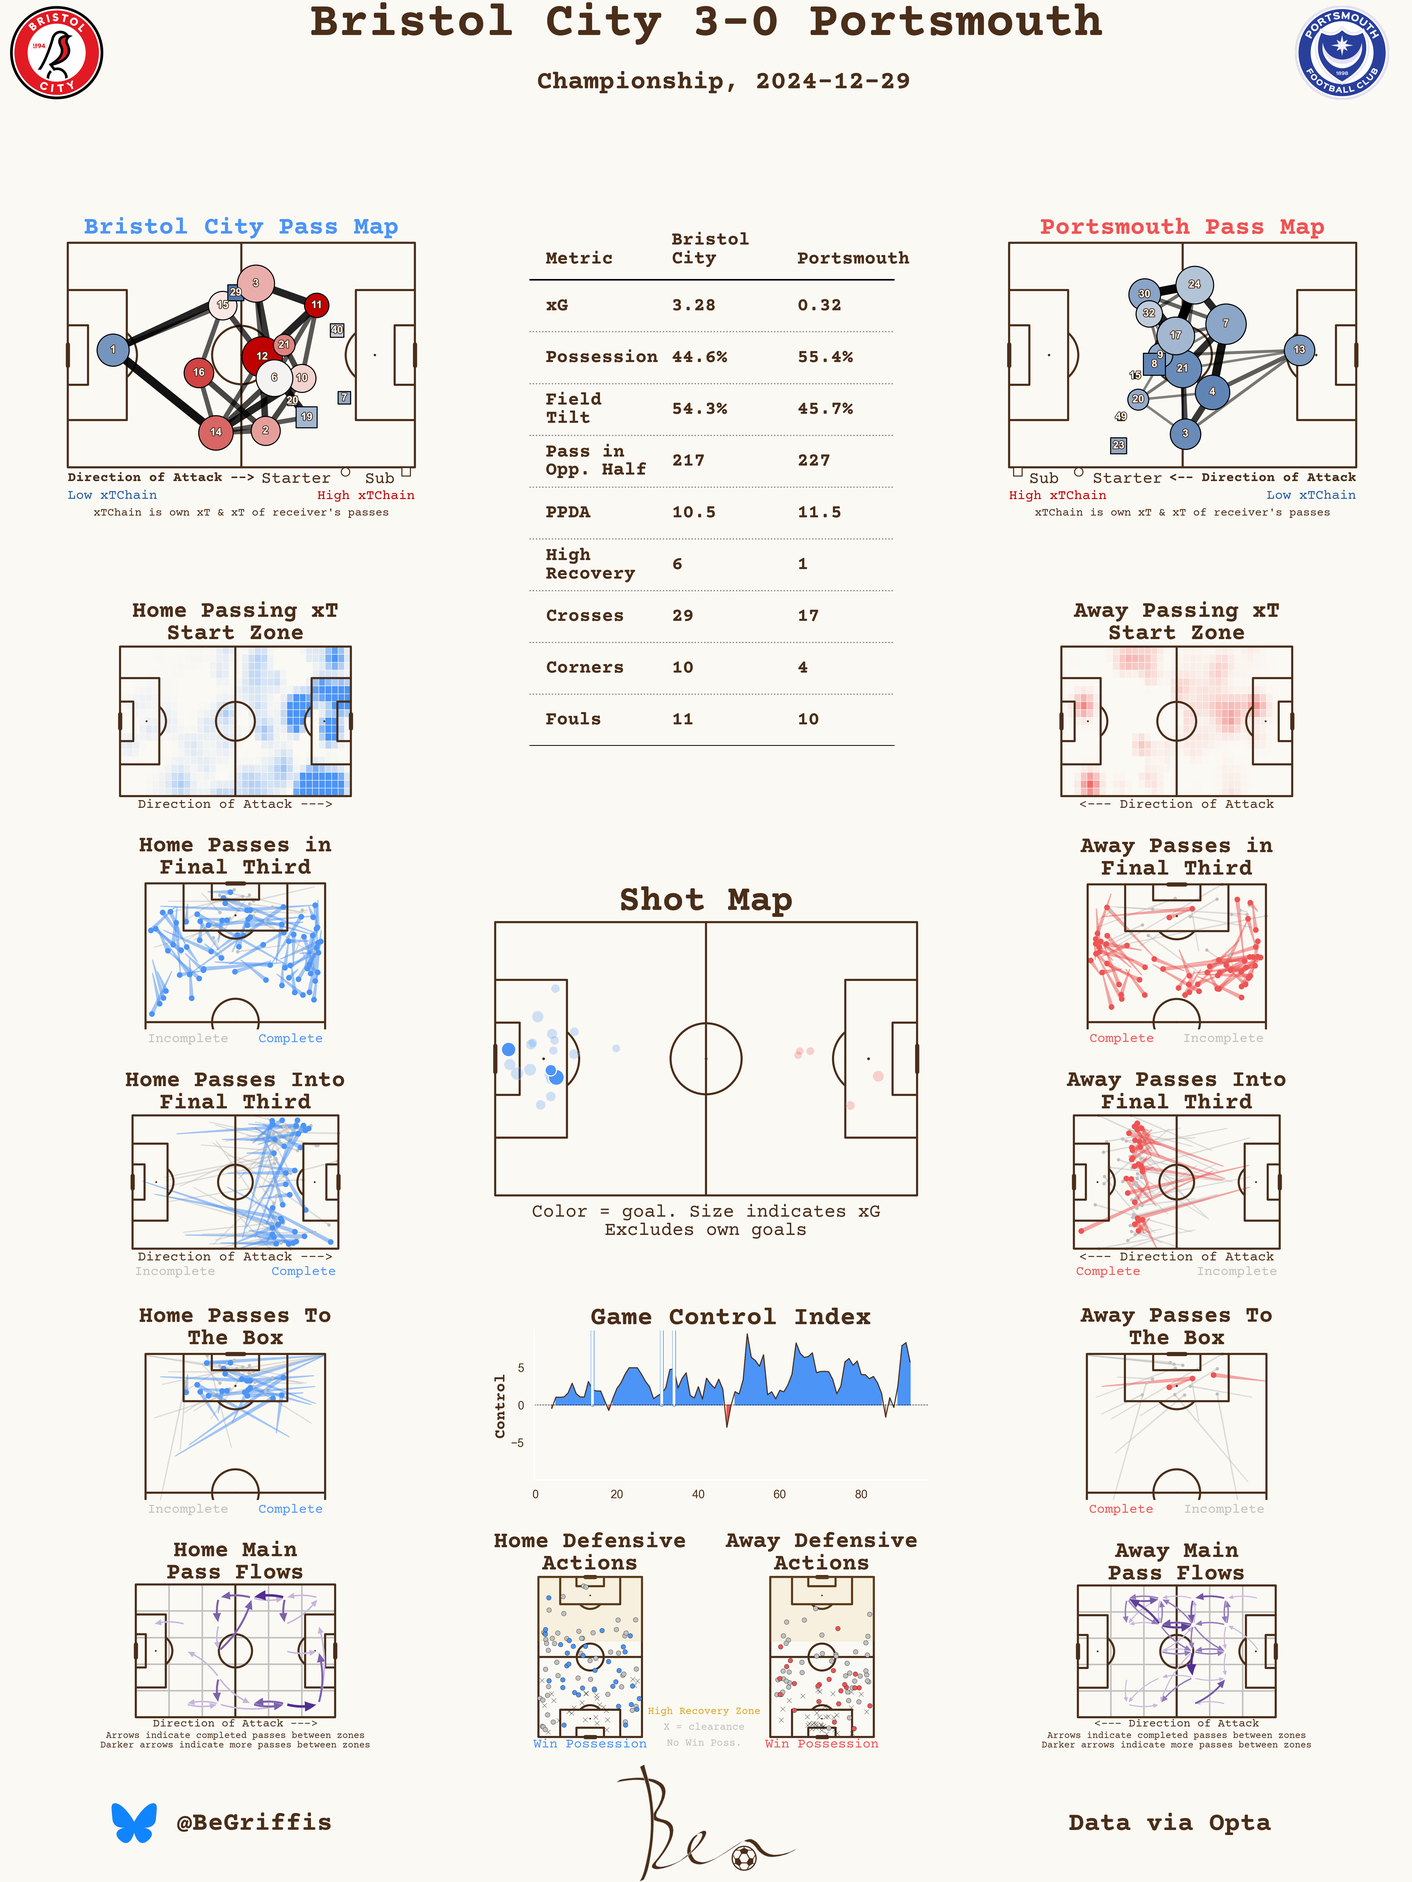 Bristol City 3-0 Portsmouth
Championship, 2024-12-29
BRISTOL
1894
CITY
PORTSMOUTH
1898
FOOTBALL CLUB
Bristol City Pass Map
1
15
29
3
11
40
16
12
21
6
10
20
19
7
14
2
Direction of Attack --> Starter Sub
Low xTChain High xTChain
xTChain is own xT & xT of receiver's passes
Metric Bristol City Portsmouth
xG 3.28 0.32
Possession 44.6% 55.4%
Field Tilt 54.3% 45.7%
Pass in Opp. Half 217 227
PPDA 10.5 11.5
High Recovery 6 1
Crosses 29 17
Corners 10 4
Fouls 11 10
Portsmouth Pass Map
30
24
32
7
17
9
8
21
13
15
20
4
49
3
23
Sub Starter <-- Direction of Attack
High xTChain Low xTChain
xTChain is own xT & xT of receiver's passes
Home Passing xT
Start Zone
Direction of Attack --->
Away Passing xT
Start Zone
<--- Direction of Attack
Home Passes in
Final Third
Incomplete Complete
Away Passes in
Final Third
Complete Incomplete
Shot Map
Color = goal. Size indicates xG
Excludes own goals
Home Passes Into
Final Third
Direction of Attack --->
Incomplete Complete
Away Passes Into
Final Third
<--- Direction of Attack
Complete Incomplete
Home Passes To
The Box
Incomplete Complete
Game Control Index
Control
5
0
−5
0 20 40 60 80
Away Passes To
The Box
Complete Incomplete
Home Main
Pass Flows
Direction of Attack --->
Arrows indicate completed passes between zones
Darker arrows indicate more passes between zones
Home Defensive
Actions
Win Possession
Away Defensive
Actions
Win Possession
High Recovery Zone
X = clearance
No Win Poss.
Away Main
Pass Flows
<--- Direction of Attack
Arrows indicate completed passes between zones
Darker arrows indicate more passes between zones
@BeGriffis
Ben
Data via Opta